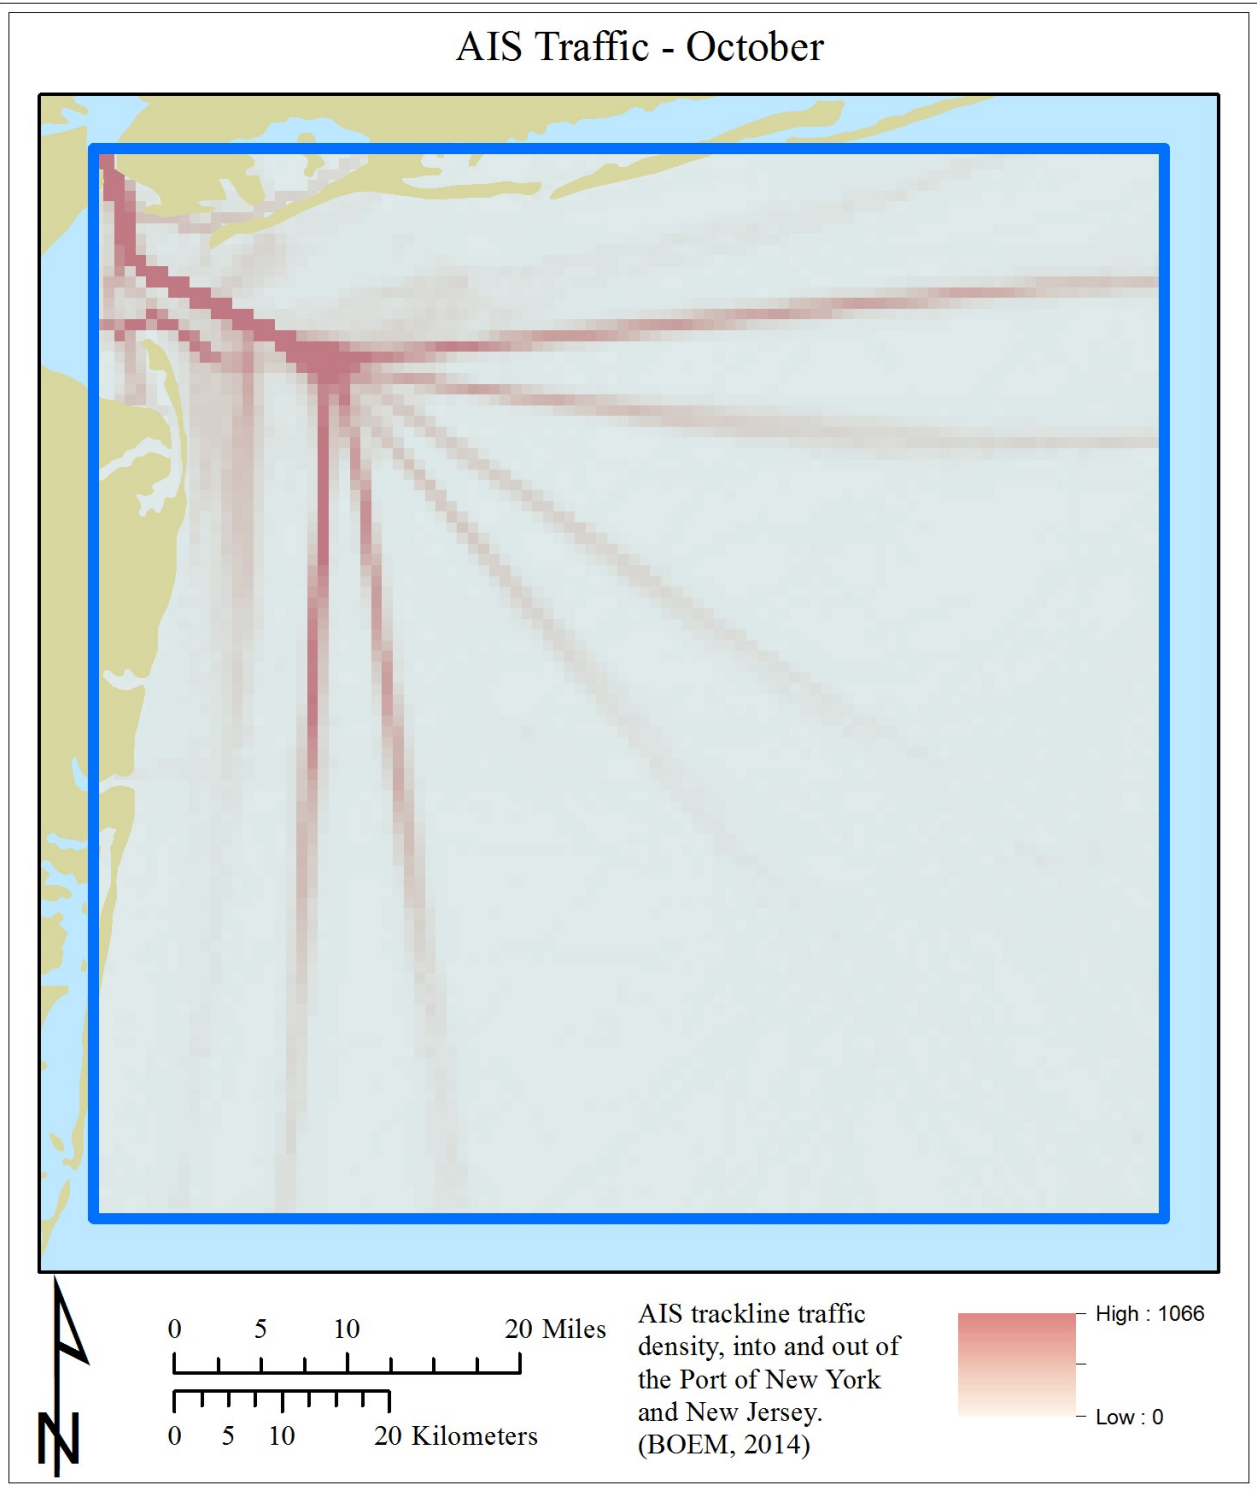 AIS Traffic - October
0 5 10 20 Miles
0 5 10 20 Kilometers
N
AIS trackline traffic
density, into and out of
the Port of New York
and New Jersey.
(BOEM, 2014)
High : 1066
Low : 0